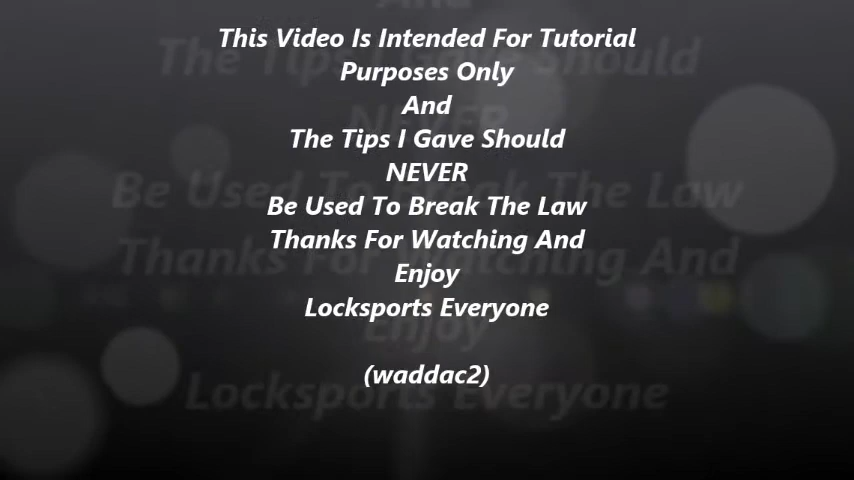 This Video Is Intended For Tutorial
Purposes Only
And
The Tips I Gave Should
NEVER
Be Used To Break The Law
Thanks For Watching And
Enjoy
Locksports Everyone
(waddac2)